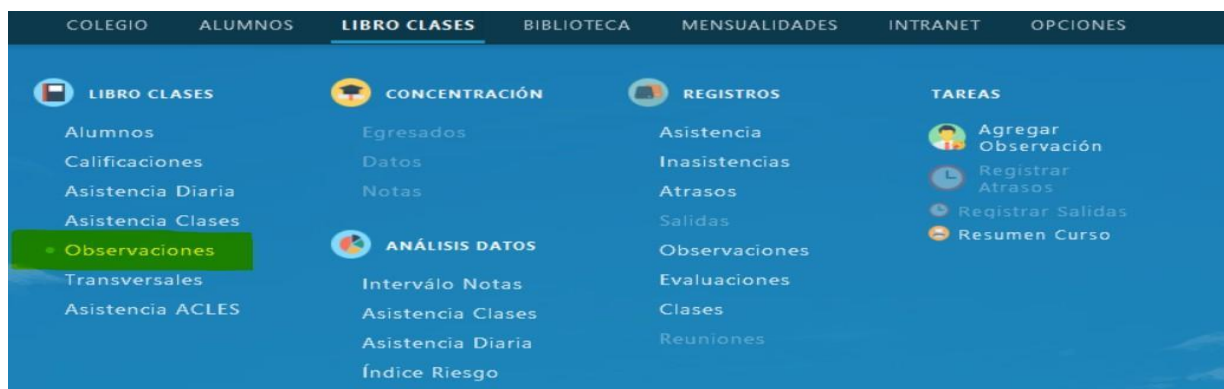 COLEGIO ALUMNOS LIBRO CLASES BIBLIOTECA MENSUALIDADES INTRANET OPCIONES
LIBRO CLASES
Alumnos
Calificaciones
Asistencia Diaria
Asistencia Clases
Observaciones
Transversales
Asistencia ACLES
CONCENTRACIÓN
Egresados
Datos
Notas
ANÁLISIS DATOS
Interválo Notas
Asistencia Clases
Asistencia Diaria
Índice Riesgo
REGISTROS
Asistencia
Inasistencias
Atrasos
Salidas
Observaciones
Evaluaciones
Clases
Reuniones
TAREAS
Agregar
Observación
Registrar
Atrasos
Registrar Salidas
Resumen Curso